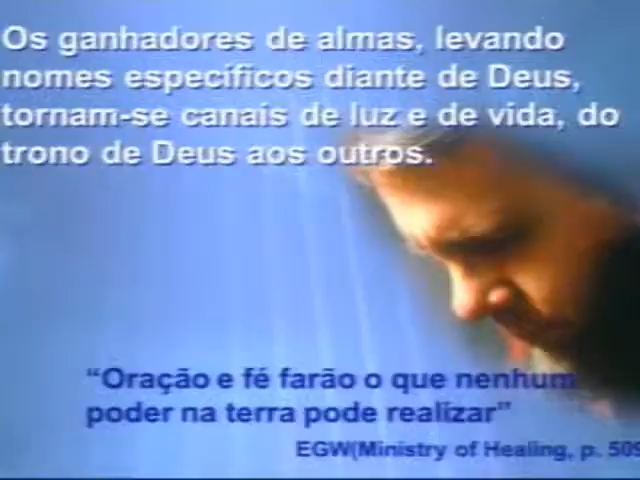 Os ganhadores de almas, levando
nomes específicos diante de Deus,
tornam-se canais de luz e de vida, do
trono de Deus aos outros.
“Oração e fé farão o que nenhum
poder na terra pode realizar”
EGW(Ministry of Healing, p. 509